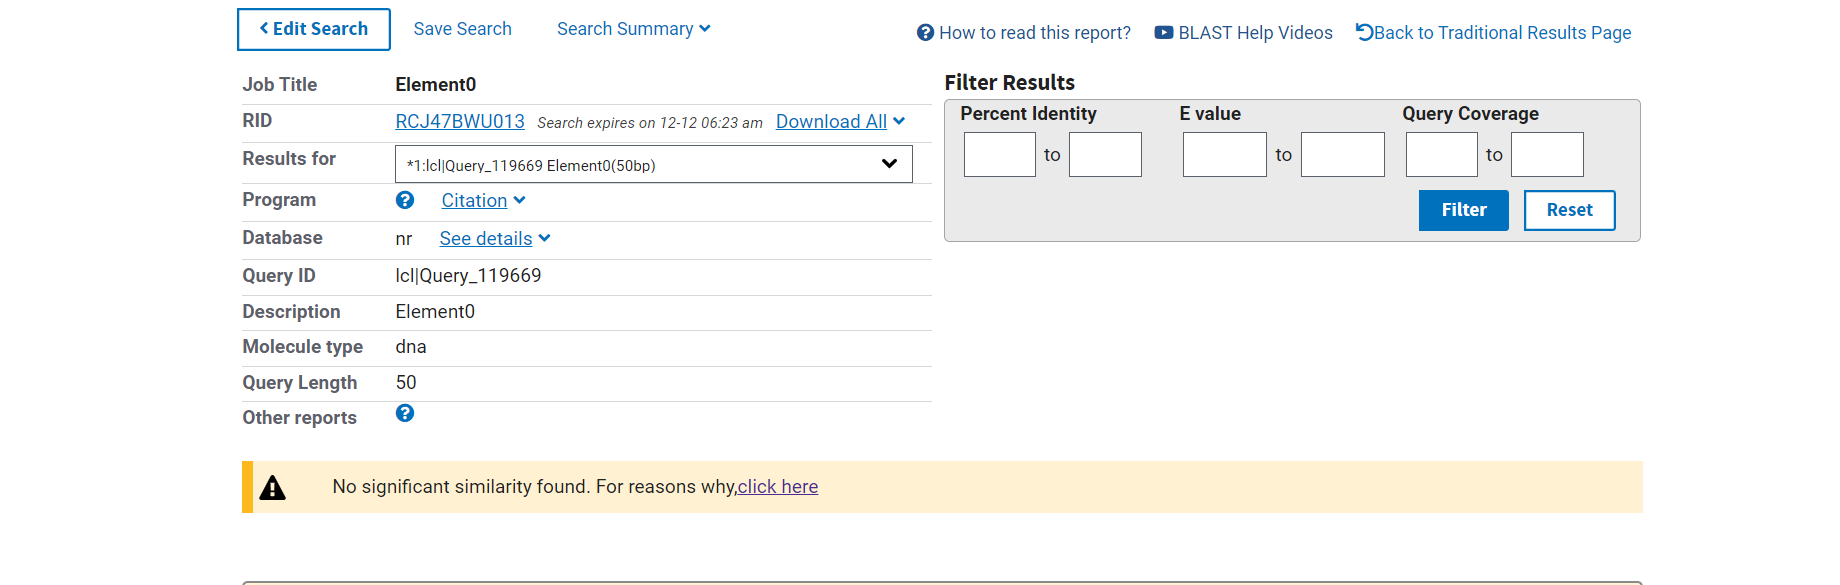 Edit Search Save Search Search Summary How to read this report? BLAST Help Videos Back to Traditional Results Page
Job Title Element0
RID RCJ47BWU013 Search expires on 12-12 06:23 am Download All
Results for *1:lcl|Query_119669 Element0(50bp)
Program Citation
Database nr See details
Query ID lcl|Query_119669
Description Element0
Molecule type dna
Query Length 50
Other reports
Filter Results
Percent Identity E value Query Coverage
to to to
Filter Reset
No significant similarity found. For reasons why,click here